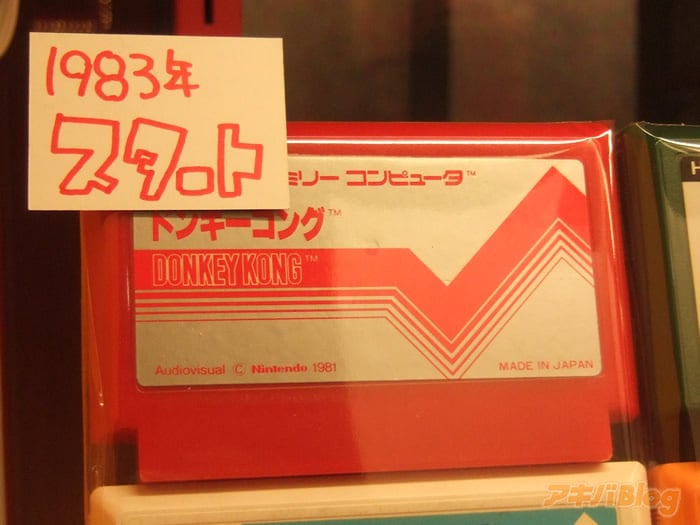 1983年
スタート
ミリー コンピュータ™
ドンキーコング™
DONKEY KONG™
Audiovisual © Nintendo 1981
MADE IN JAPAN
H
アキバBlog